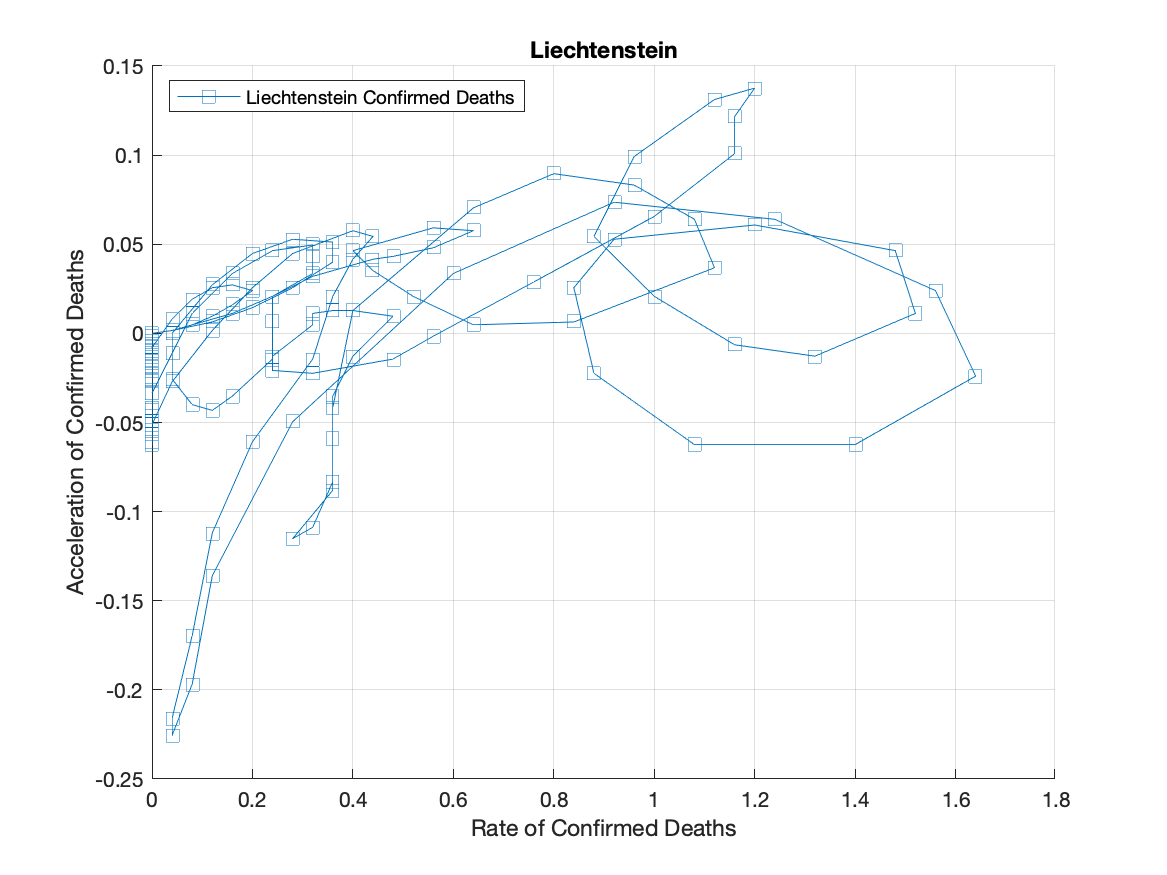 Liechtenstein
Liechtenstein Confirmed Deaths
0.15
0.1
0.05
0
-0.05
-0.1
-0.15
-0.2
-0.25
Acceleration of Confirmed Deaths
0 0.2 0.4 0.6 0.8 1 1.2 1.4 1.6 1.8
Rate of Confirmed Deaths